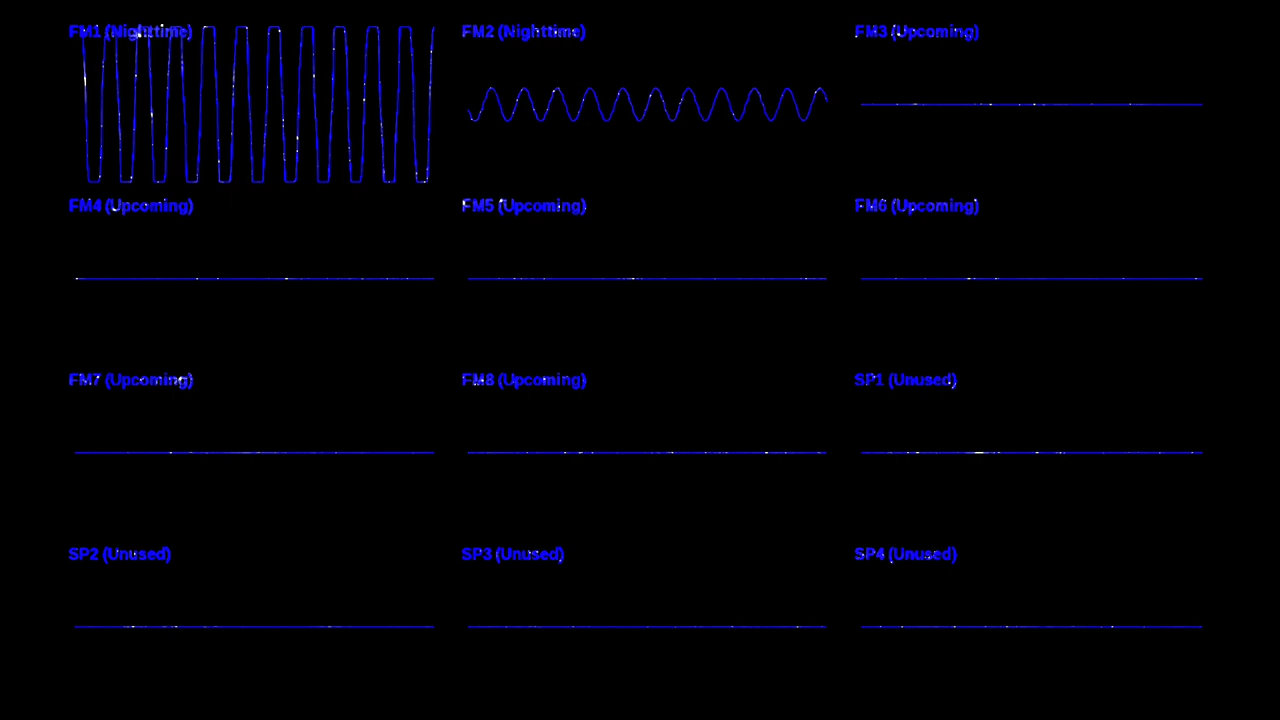 FM1 (Nighttime)
FM2 (Nighttime)
FM3 (Upcoming)
FM4 (Upcoming)
FM5 (Upcoming)
FM6 (Upcoming)
FM7 (Upcoming)
FM8 (Upcoming)
SP1 (Unused)
SP2 (Unused)
SP3 (Unused)
SP4 (Unused)